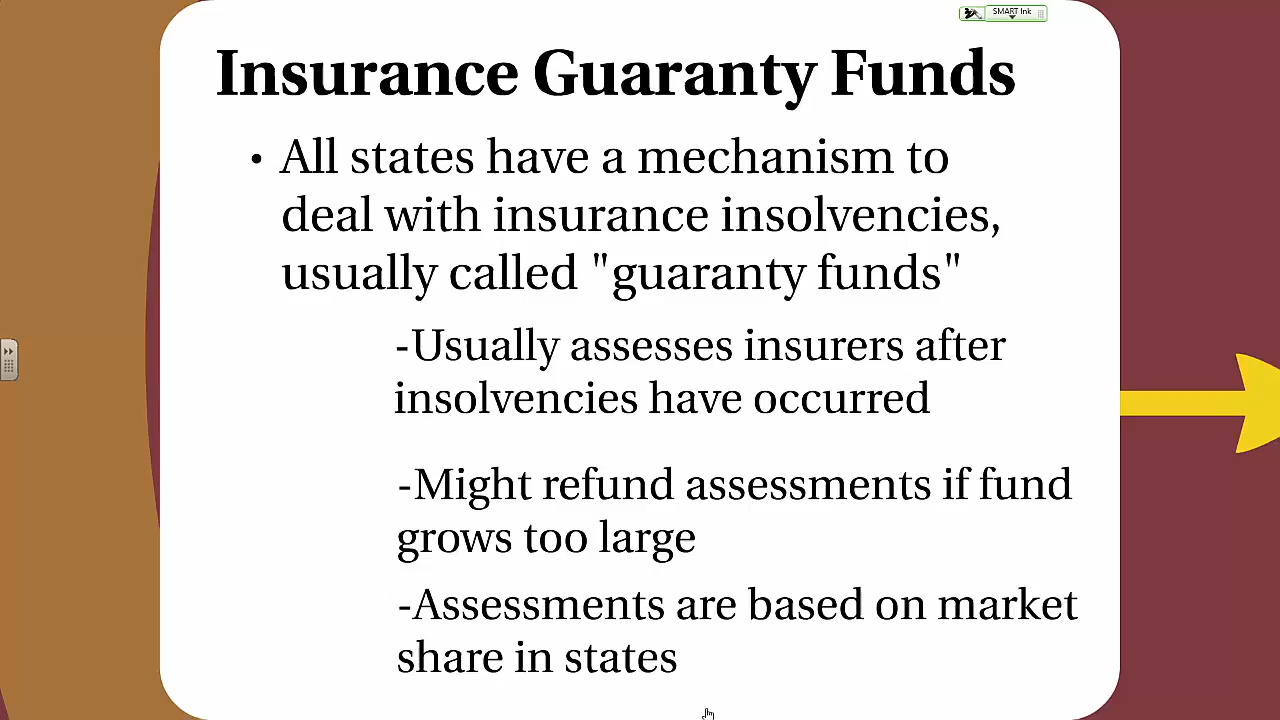 SMART Ink
Insurance Guaranty Funds
• All states have a mechanism to
deal with insurance insolvencies,
usually called "guaranty funds"
-Usually assesses insurers after
insolvencies have occurred
-Might refund assessments if fund
grows too large
-Assessments are based on market
share in states